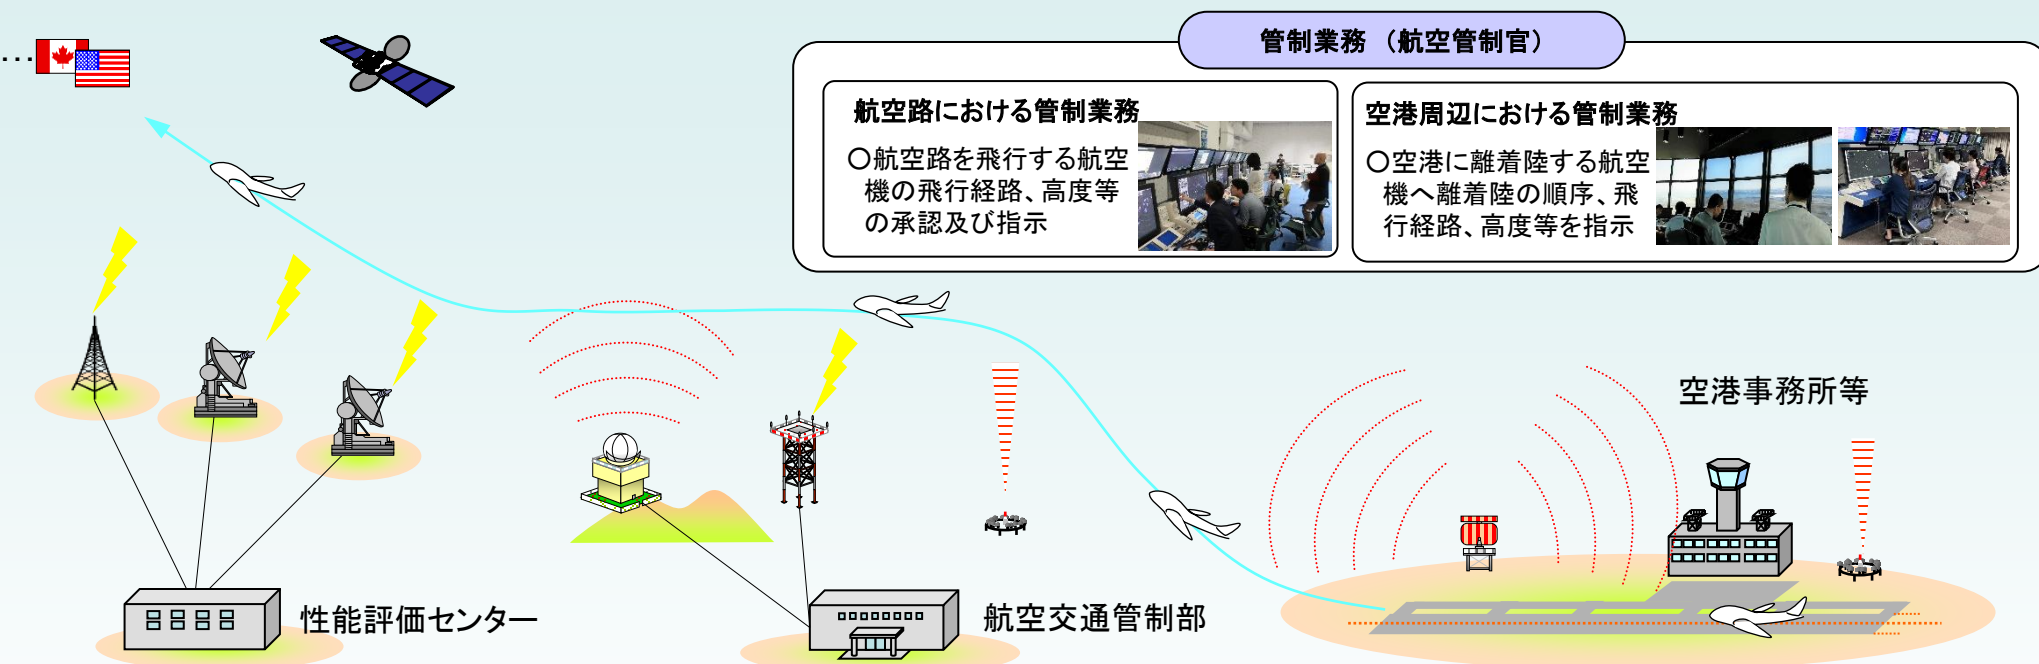 管制業務 （航空管制官）
航空路における管制業務
〇航空路を飛行する航空
機の飛行経路、高度等
の承認及び指示
空港周辺における管制業務
〇空港に離着陸する航空
機へ離着陸の順序、飛
行経路、高度等を指示
空港事務所等
性能評価センター
航空交通管制部